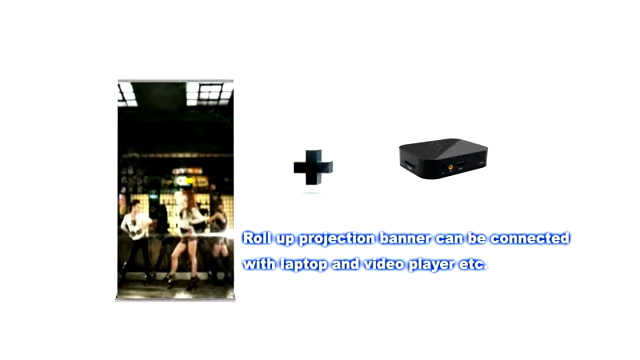 Roll up projection banner can be connected
with laptop and video player etc.